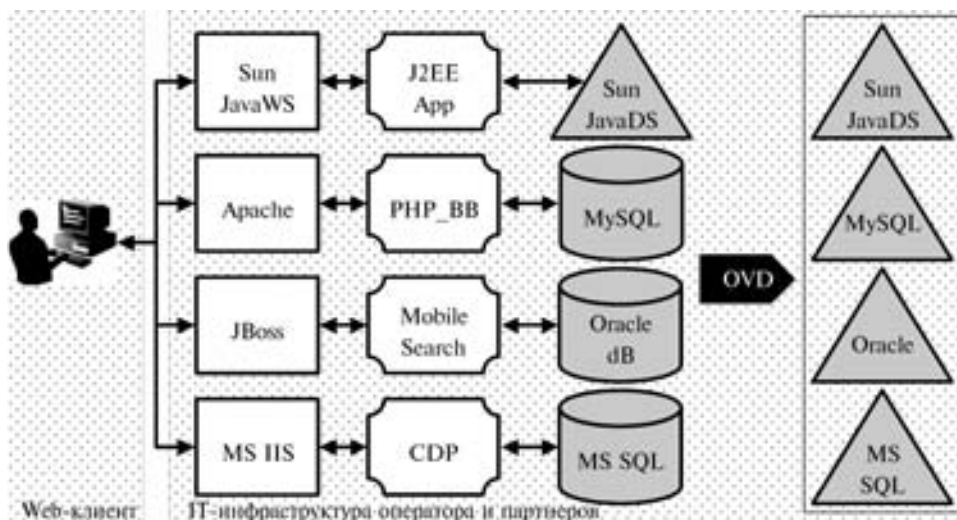 Sun
JavaWS
J2EE
App
Sun
JavaDS
Sun
JavaDS
Apache
PHP_BB
MySQL
MySQL
OVD
JBoss
Mobile
Search
Oracle
dB
Oracle
MS IIS
CDP
MS SQL
MS
SQL
Web-клиент
IT-инфраструктура оператора и партнеров